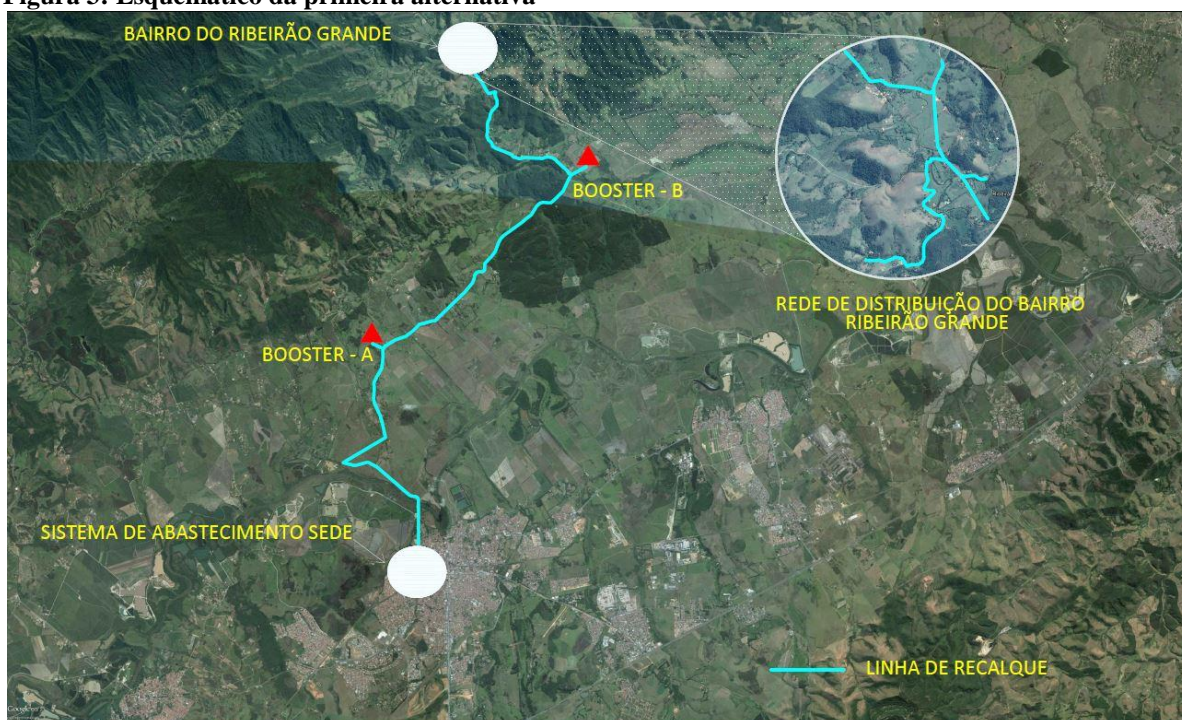 Figura 3: Esquemático da primeira alternativa
BAIRRO DO RIBEIRÃO GRANDE
BOOSTER - B
REDE DE DISTRIBUIÇÃO DO BAIRRO
RIBEIRÃO GRANDE
BOOSTER - A
SISTEMA DE ABASTECIMENTO SEDE
LINHA DE RECALQUE
Google